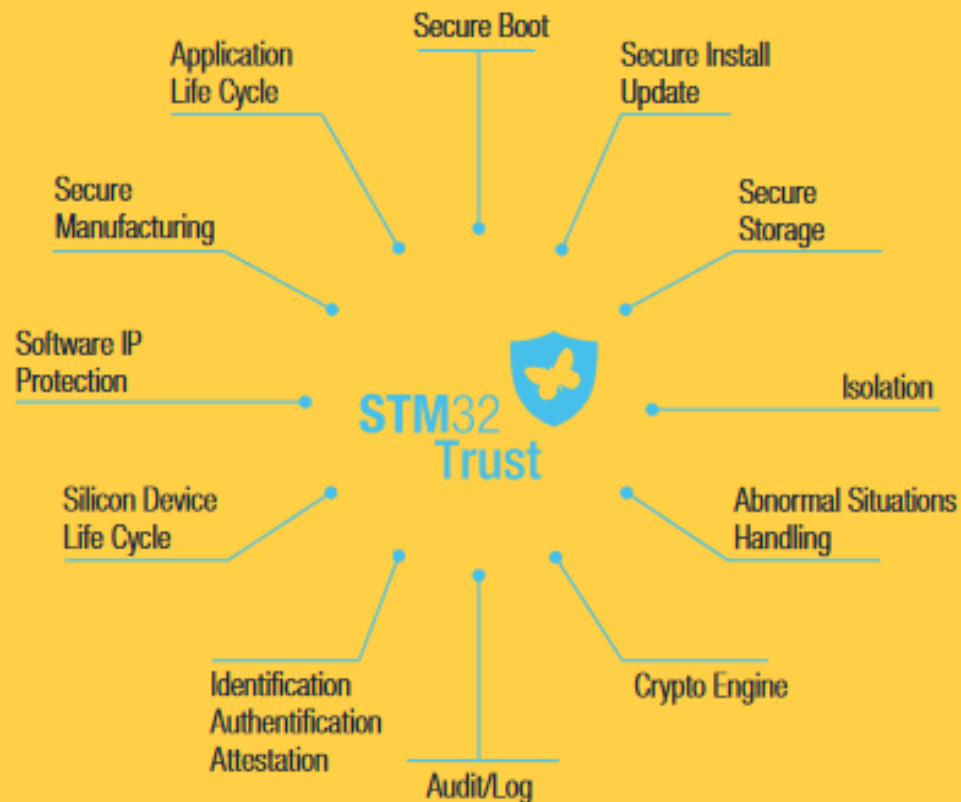 Secure Boot
Application
Life Cycle
Secure Install
Update
Secure
Manufacturing
Secure
Storage
Software IP
Protection
Isolation
STM32
Trust
Silicon Device
Life Cycle
Abnormal Situations
Handling
Identification
Authentification
Attestation
Crypto Engine
Audit/Log